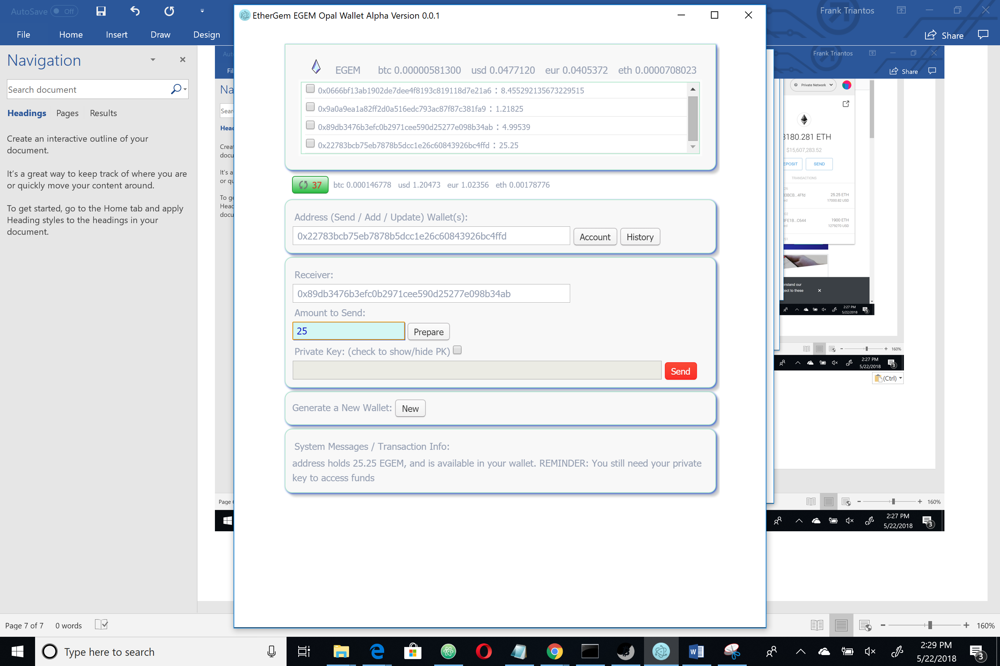 AutoSave Off
Frank Triantos
File Home Insert Draw Design
Share
Navigation
Search document
Headings Pages Results
Create an interactive outline of your
document.
It's a great way to keep track of where you are
or quickly move your content around.
To get started, go to the Home tab and apply
Heading styles to the headings in your
document.
Page 7 of 7 0 words
EtherGem EGEM Opal Wallet Alpha Version 0.0.1
EGEM btc 0.00000581300 usd 0.0477120 eur 0.0405372 eth 0.0000708023
0x0666bf13ab1902de7dee4f8193c819118d7e21a6 : 8.455292135673229515
0x9a0a9ea1a82ff2d0a516edc793ac87f87c381fa9 : 1.21825
0x89db3476b3efc0b2971cee590d25277e098b34ab : 4.99539
0x22783bcb75eb7878b5dcc1e26c60843926bc4ffd : 25.25
37 btc 0.000146778 usd 1.20473 eur 1.02356 eth 0.00178776
Address (Send / Add / Update) Wallet(s):
0x22783bcb75eb7878b5dcc1e26c60843926bc4ffd Account History
Receiver:
0x89db3476b3efc0b2971cee590d25277e098b34ab
Amount to Send:
25 Prepare
Private Key: (check to show/hide PK)
Send
Generate a New Wallet: New
System Messages / Transaction Info:
address holds 25.25 EGEM, and is available in your wallet. REMINDER: You still need your private
key to access funds
Frank Triantos
Share
Private Network
3180.281 ETH
$15,607,283.52
SEND
TRANSACTIONS
25.25 ETH
17000.82 USD
1900 ETH
1279270 USD
2:27 PM
5/22/2018
3
160%
2:27 PM
5/22/2018
3
(Ctrl)
160%
2:27 PM
5/22/2018
3
160%
Type here to search
2:29 PM
5/22/2018
3